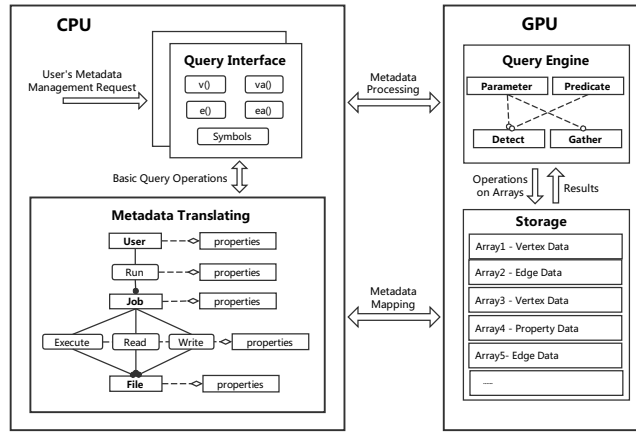 CPU
User's Metadata
Management Request
Query Interface
v()
va()
e()
ea()
Symbols
Basic Query Operations
Metadata Translating
User
properties
Run
properties
Job
properties
Execute
Read
Write
properties
File
properties
Metadata
Processing
Metadata
Mapping
GPU
Query Engine
Parameter
Predicate
Detect
Gather
Operations
on Arrays
Results
Storage
Array1 - Vertex Data
Array2 - Edge Data
Array3 - Vertex Data
Array4 - Property Data
Array5- Edge Data
......